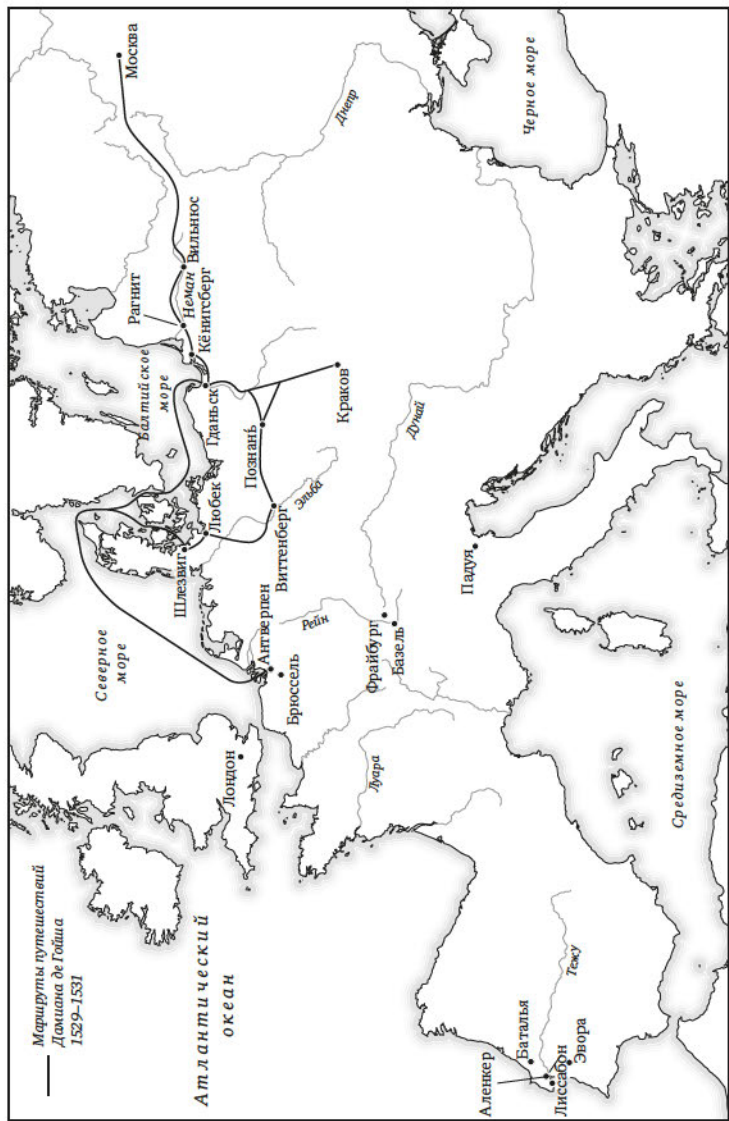 Маршруты путешествий
Дамиана де Гойша
1529–1531
Атлантический
океан
Северное
море
Балтийское
море
Москва
Рагнит
Неман
Вильнюс
Кёнигсберг
Гданьск
Познань
Краков
Любек
Шлезвиг
Эльба
Виттенберг
Лондон
Антверпен
Брюссель
Рейн
Фрайбург
Базель
Луара
Дунай
Днепр
Черное море
Падуя
Средиземное море
Тежу
Баталья
Аленкер
Лиссабон
Эвора